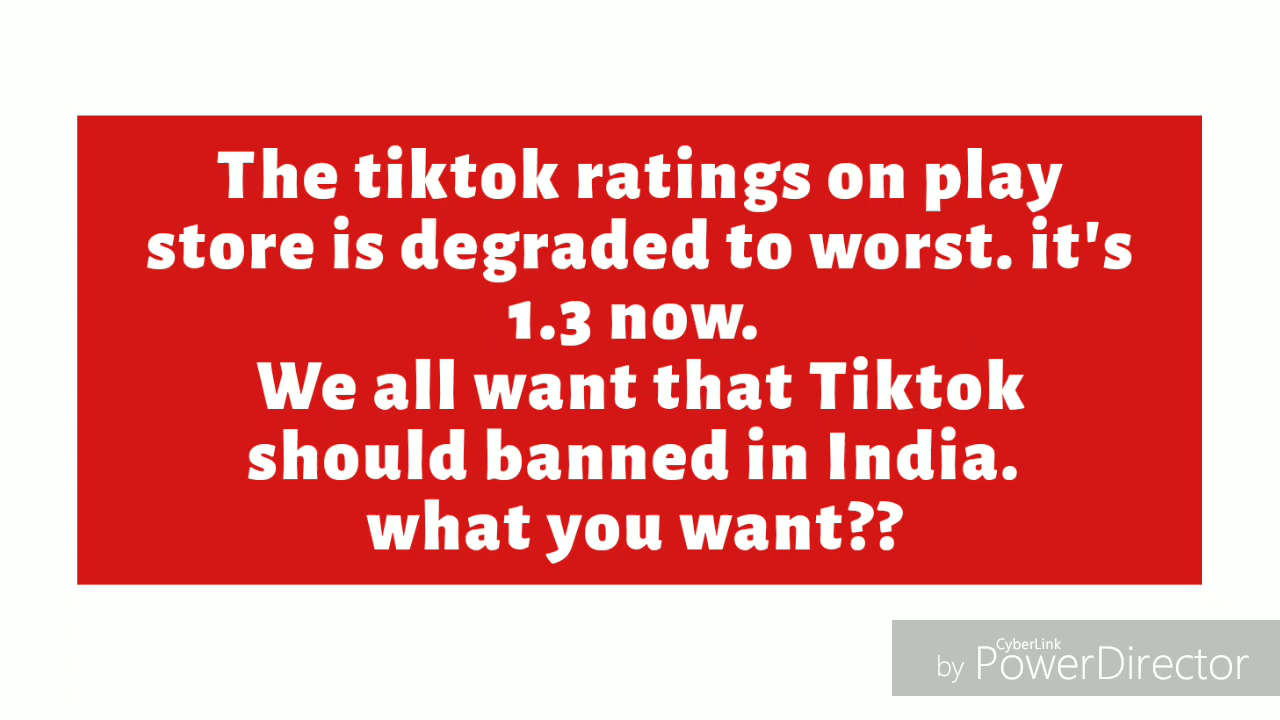 The tiktok ratings on play
store is degraded to worst. it's
1.3 now.
We all want that Tiktok
should banned in India.
what you want??
CyberLink
by PowerDirector